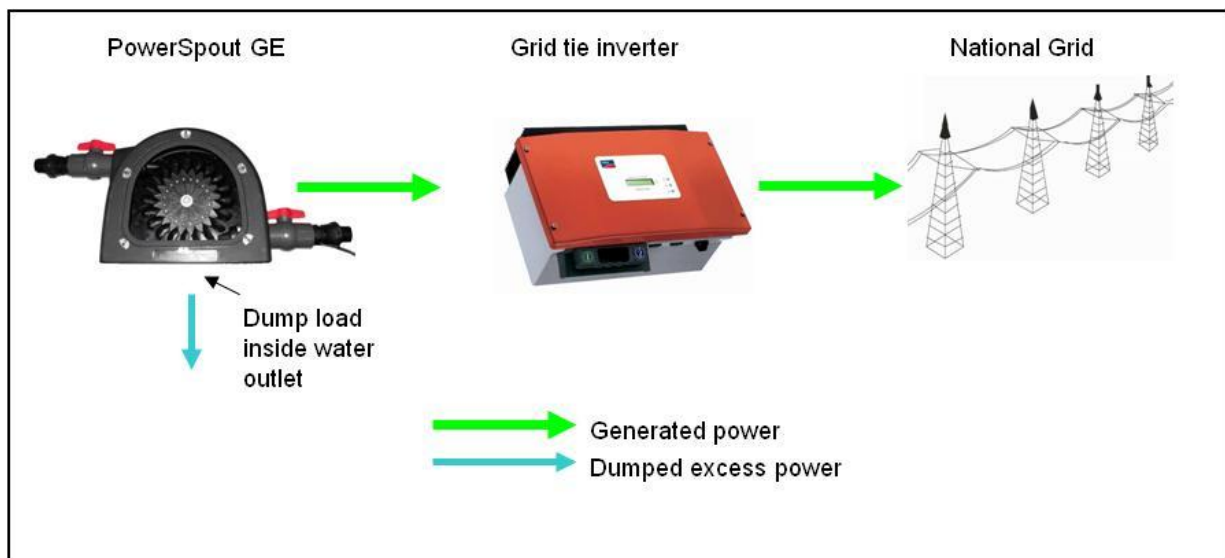 PowerSpout GE
Grid tie inverter
National Grid
Dump load
inside water
outlet
Generated power
Dumped excess power